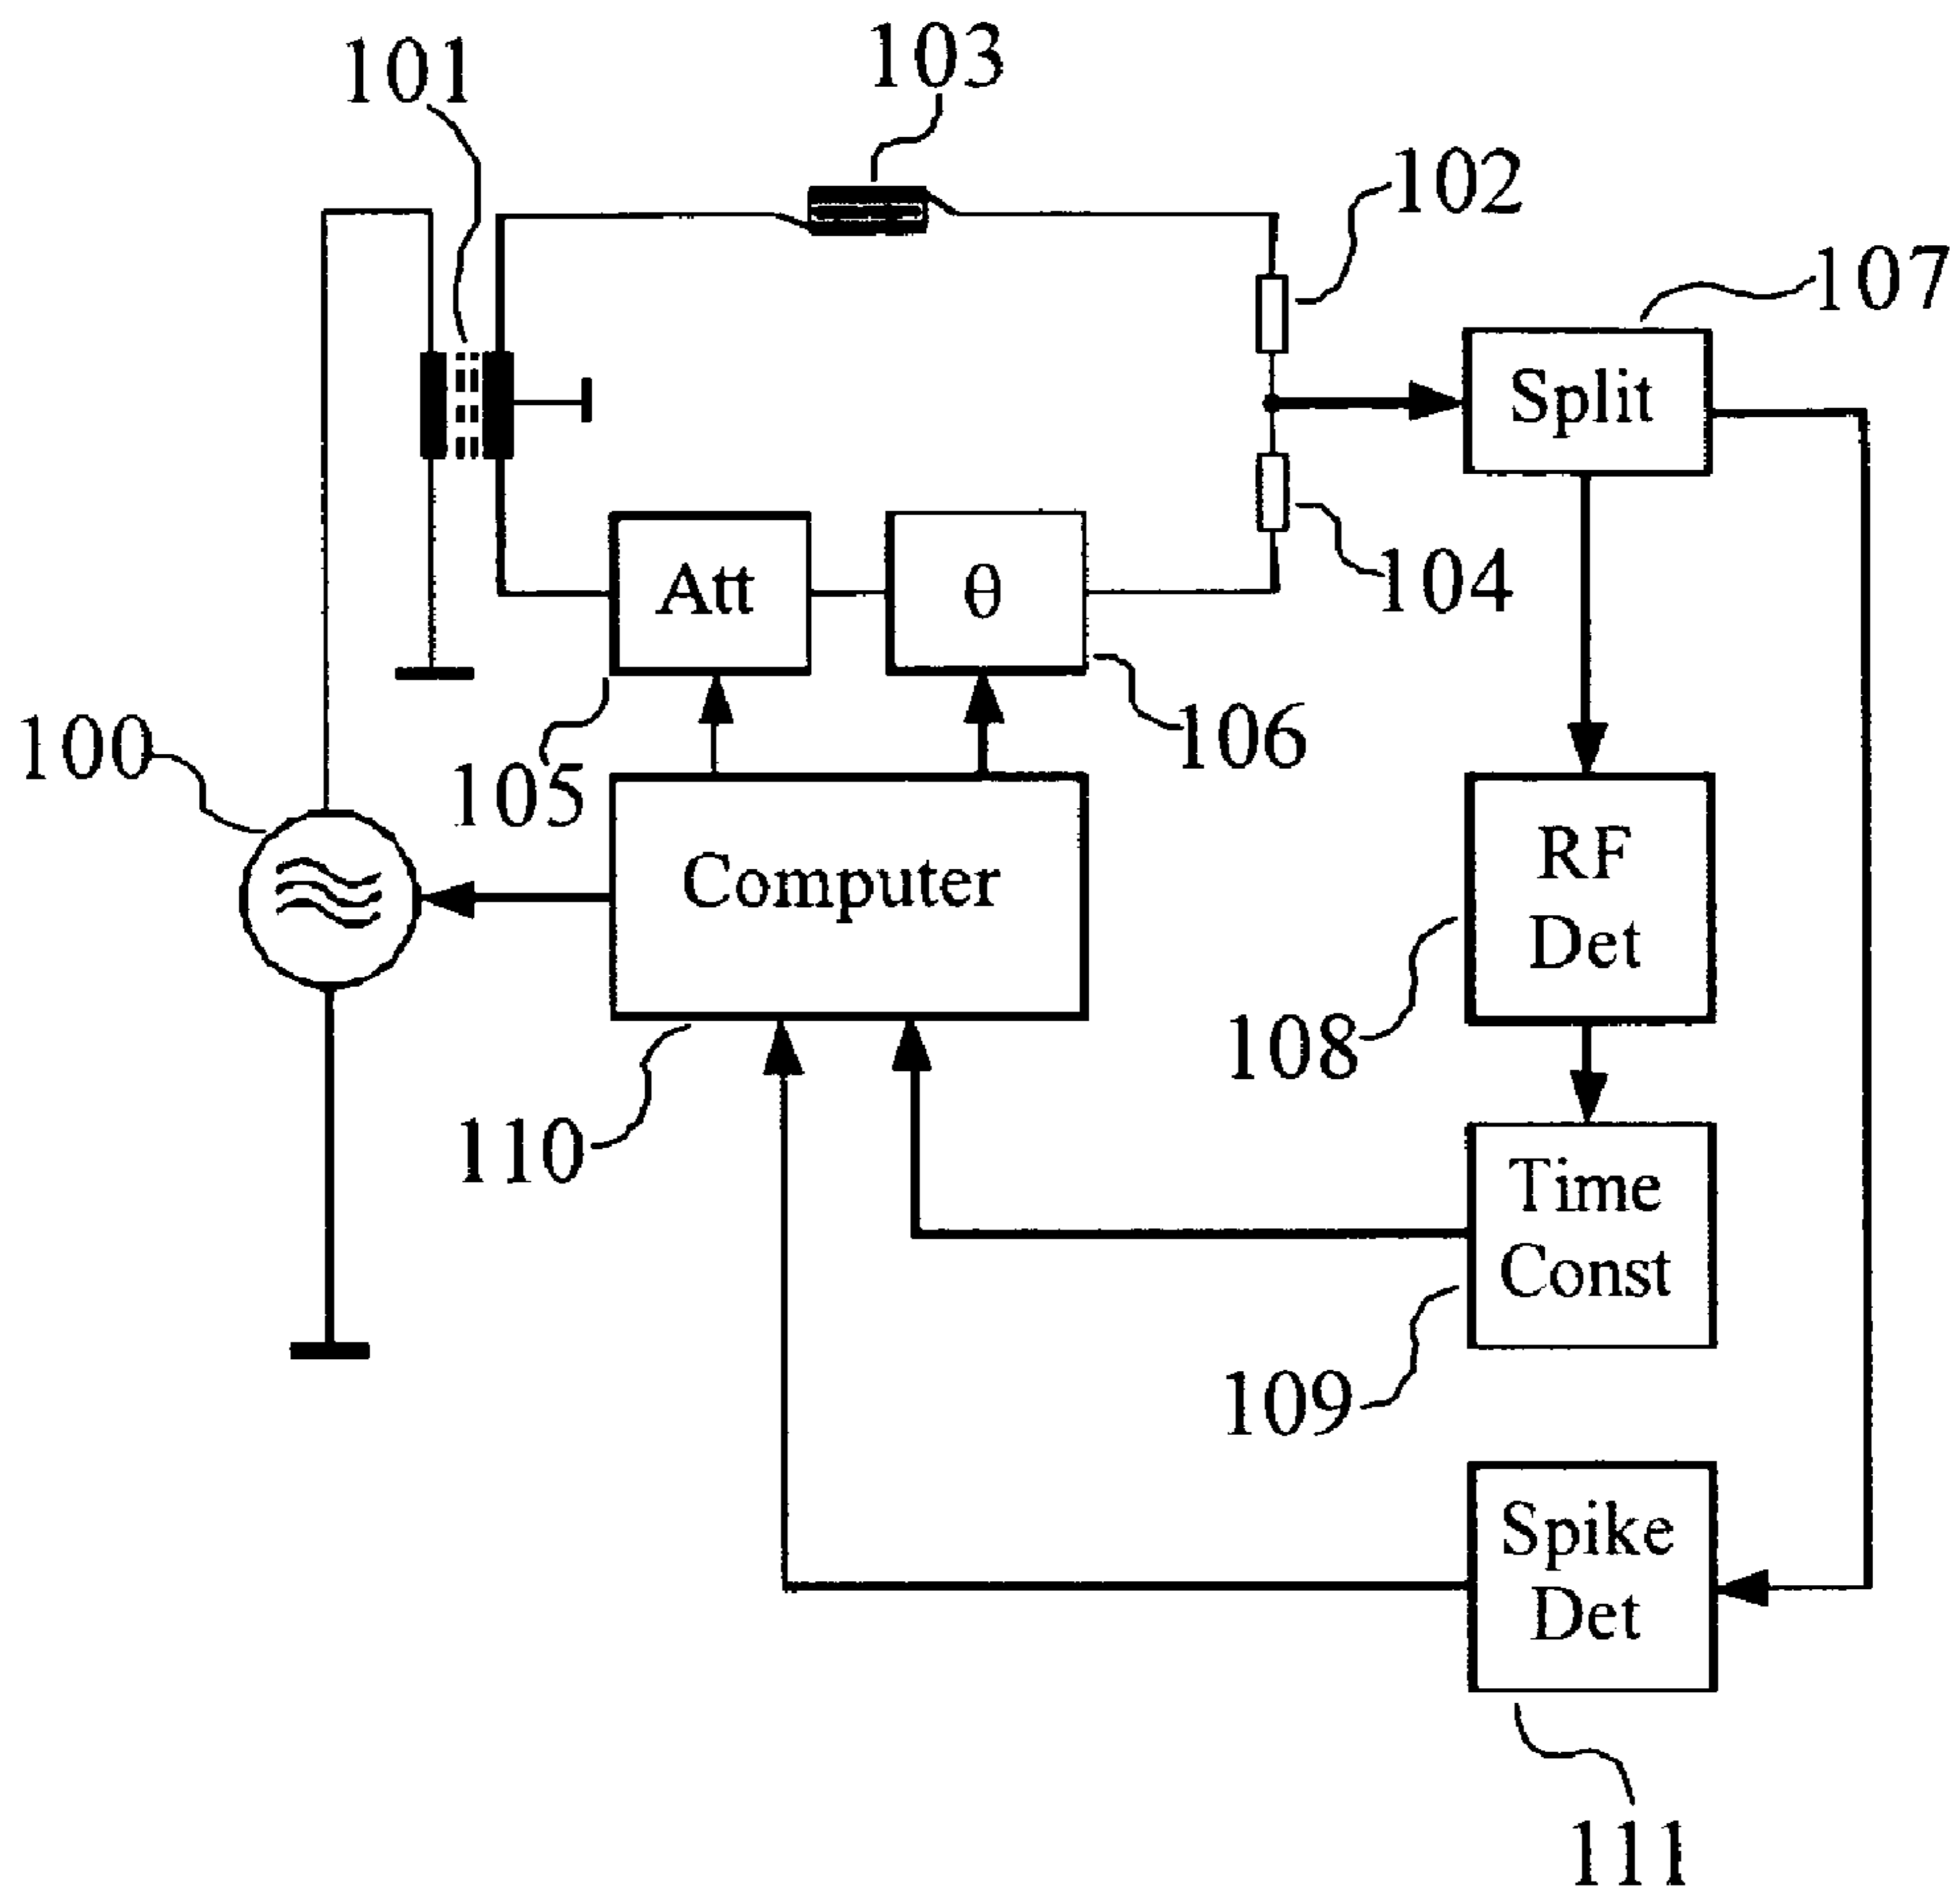 103
101
102
107
Split
Att
θ
104
100
106
105
RF
Det
Computer
108
110
Time
Const
109
Spike
Det
111